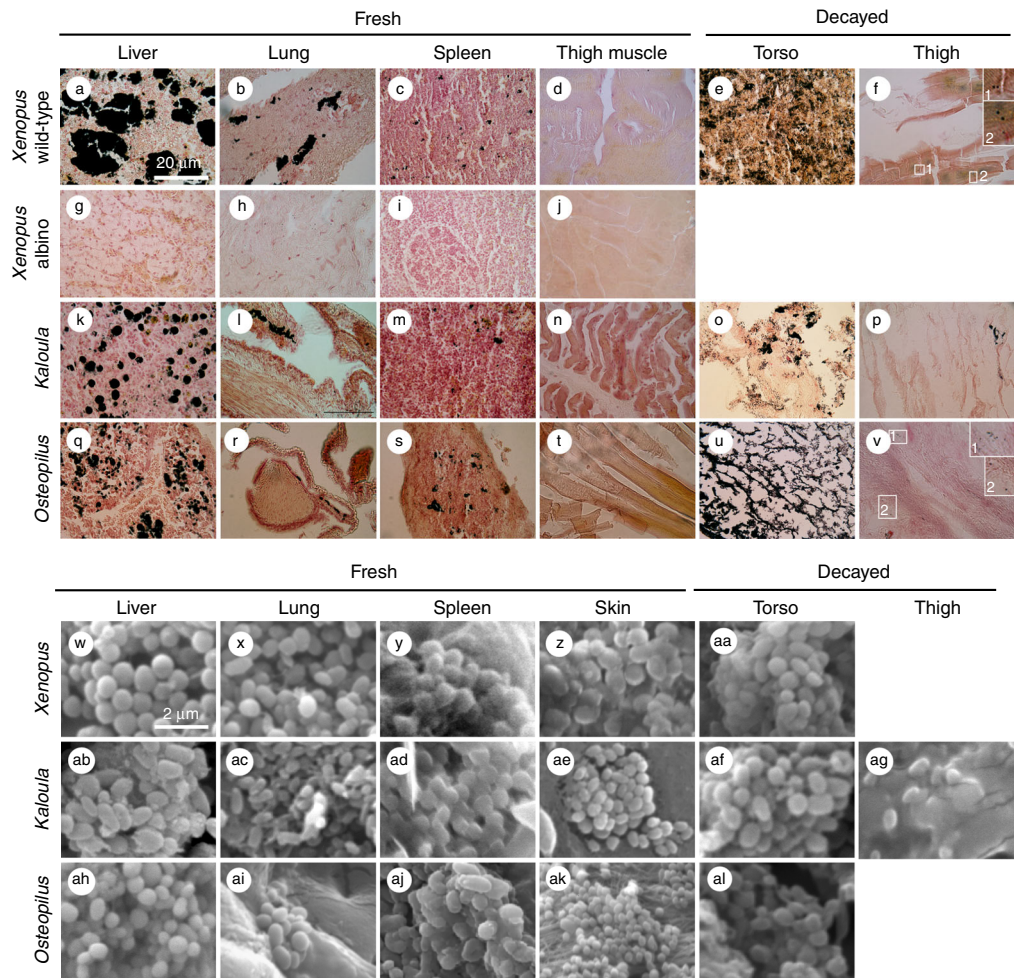 Fresh Decayed
Liver Lung Spleen Thigh muscle Torso Thigh
Xenopus
wild-type
a b c d e f
20 μm
1
2
1
2
Xenopus
albino
g h i j
Kaloula
k l m n o p
Osteopilus
q r s t u v
1
1
2
2
Fresh Decayed
Liver Lung Spleen Skin Torso Thigh
Xenopus
w x y z aa
2 μm
Kaloula
ab ac ad ae af ag
Osteopilus
ah ai aj ak al